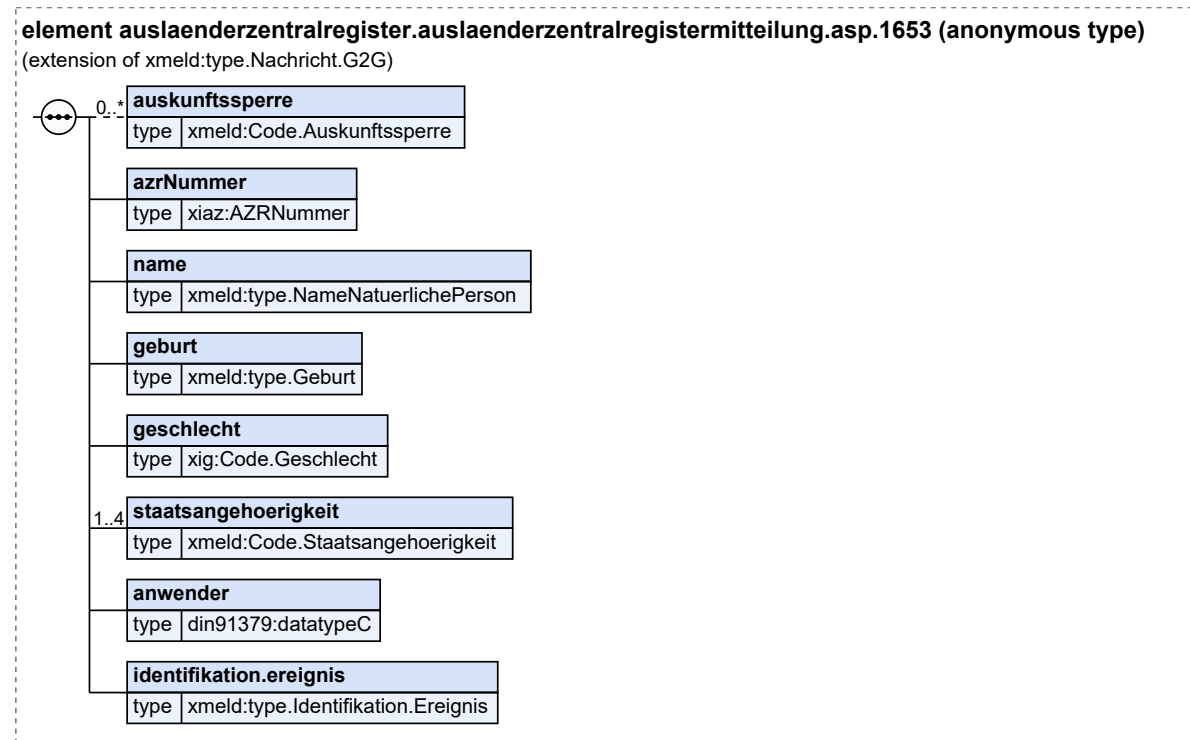 element auslaenderzentralregister.auslaenderzentralregistermitteilung.asp.1653 (anonymous type)
(extension of xmeld:type.Nachricht.G2G)
0..* auskunftssperre
type xmeld:Code.Auskunftssperre
azrNummer
type xiaz:AZRNummer
name
type xmeld:type.NameNatuerlichePerson
geburt
type xmeld:type.Geburt
geschlecht
type xig:Code.Geschlecht
1..4 staatsangehoerigkeit
type xmeld:Code.Staatsangehoerigkeit
anwender
type din91379:datatypeC
identifikation.ereignis
type xmeld:type.Identifikation.Ereignis